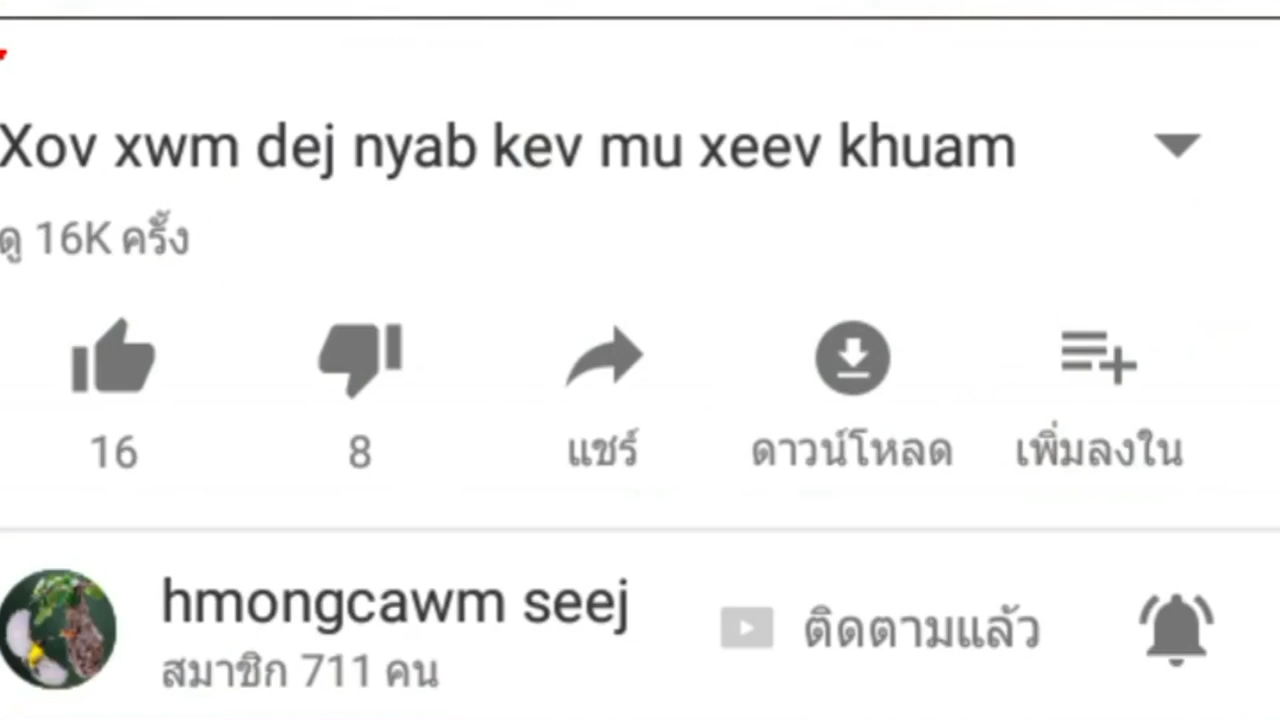 Xov xwm dej nyab kev mu xeev khuam
ดู 16K ครั้ง
16 8 แชร์ ดาวน์โหลด เพิ่มลงใน
hmongcawm seej
ติดตามแล้ว
สมาชิก 711 คน